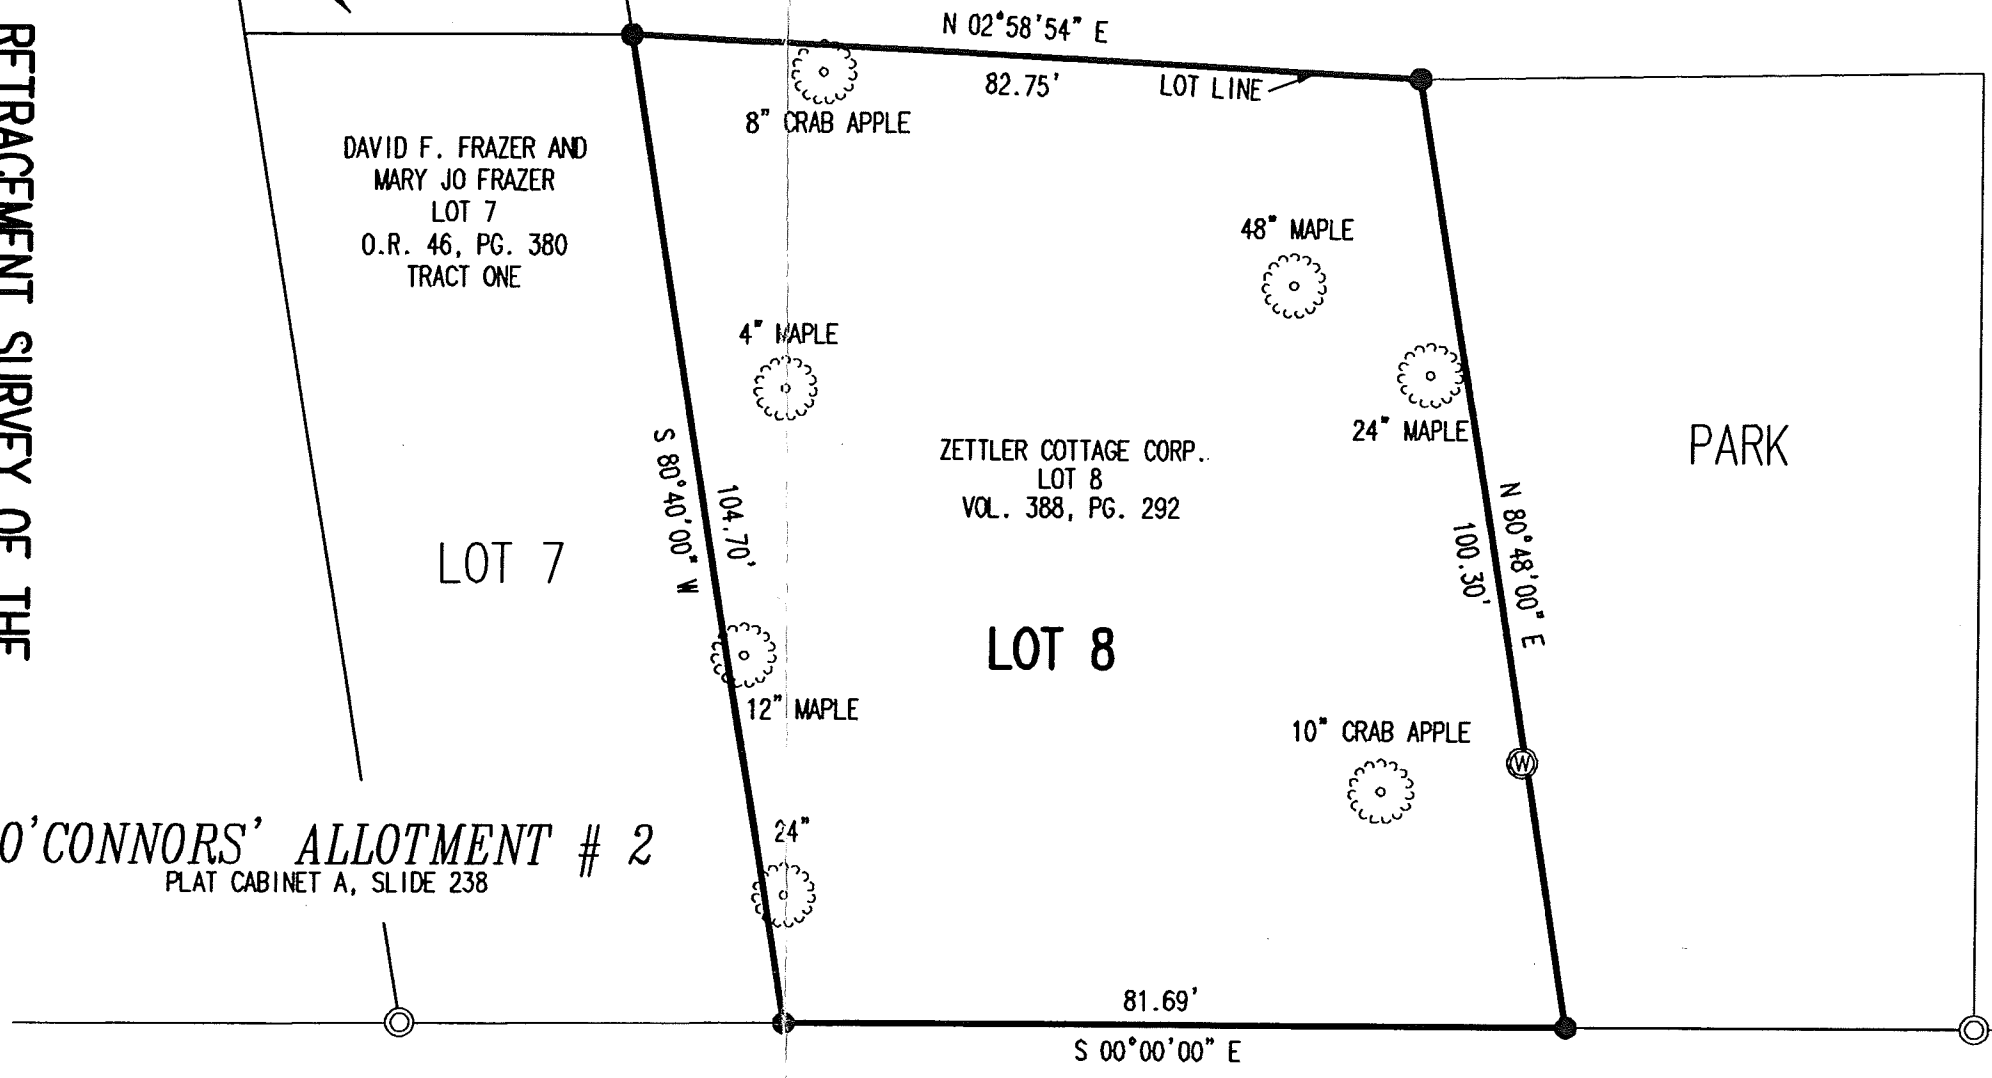 RETRACEMENT SURVEY OF THE
N 02°58'54" E
82.75'
LOT LINE
8" CRAB APPLE
DAVID F. FRAZER AND
MARY JO FRAZER
LOT 7
O.R. 46, PG. 380
TRACT ONE
48" MAPLE
4" MAPLE
24" MAPLE
PARK
S 80°40'00" W
104.70'
ZETTLER COTTAGE CORP.
LOT 8
VOL. 388, PG. 292
N 80°48'00" E
100.30'
LOT 7
LOT 8
12" MAPLE
10" CRAB APPLE
W
24"
O'CONNORS' ALLOTMENT # 2
PLAT CABINET A, SLIDE 238
81.69'
S 00°00'00" E